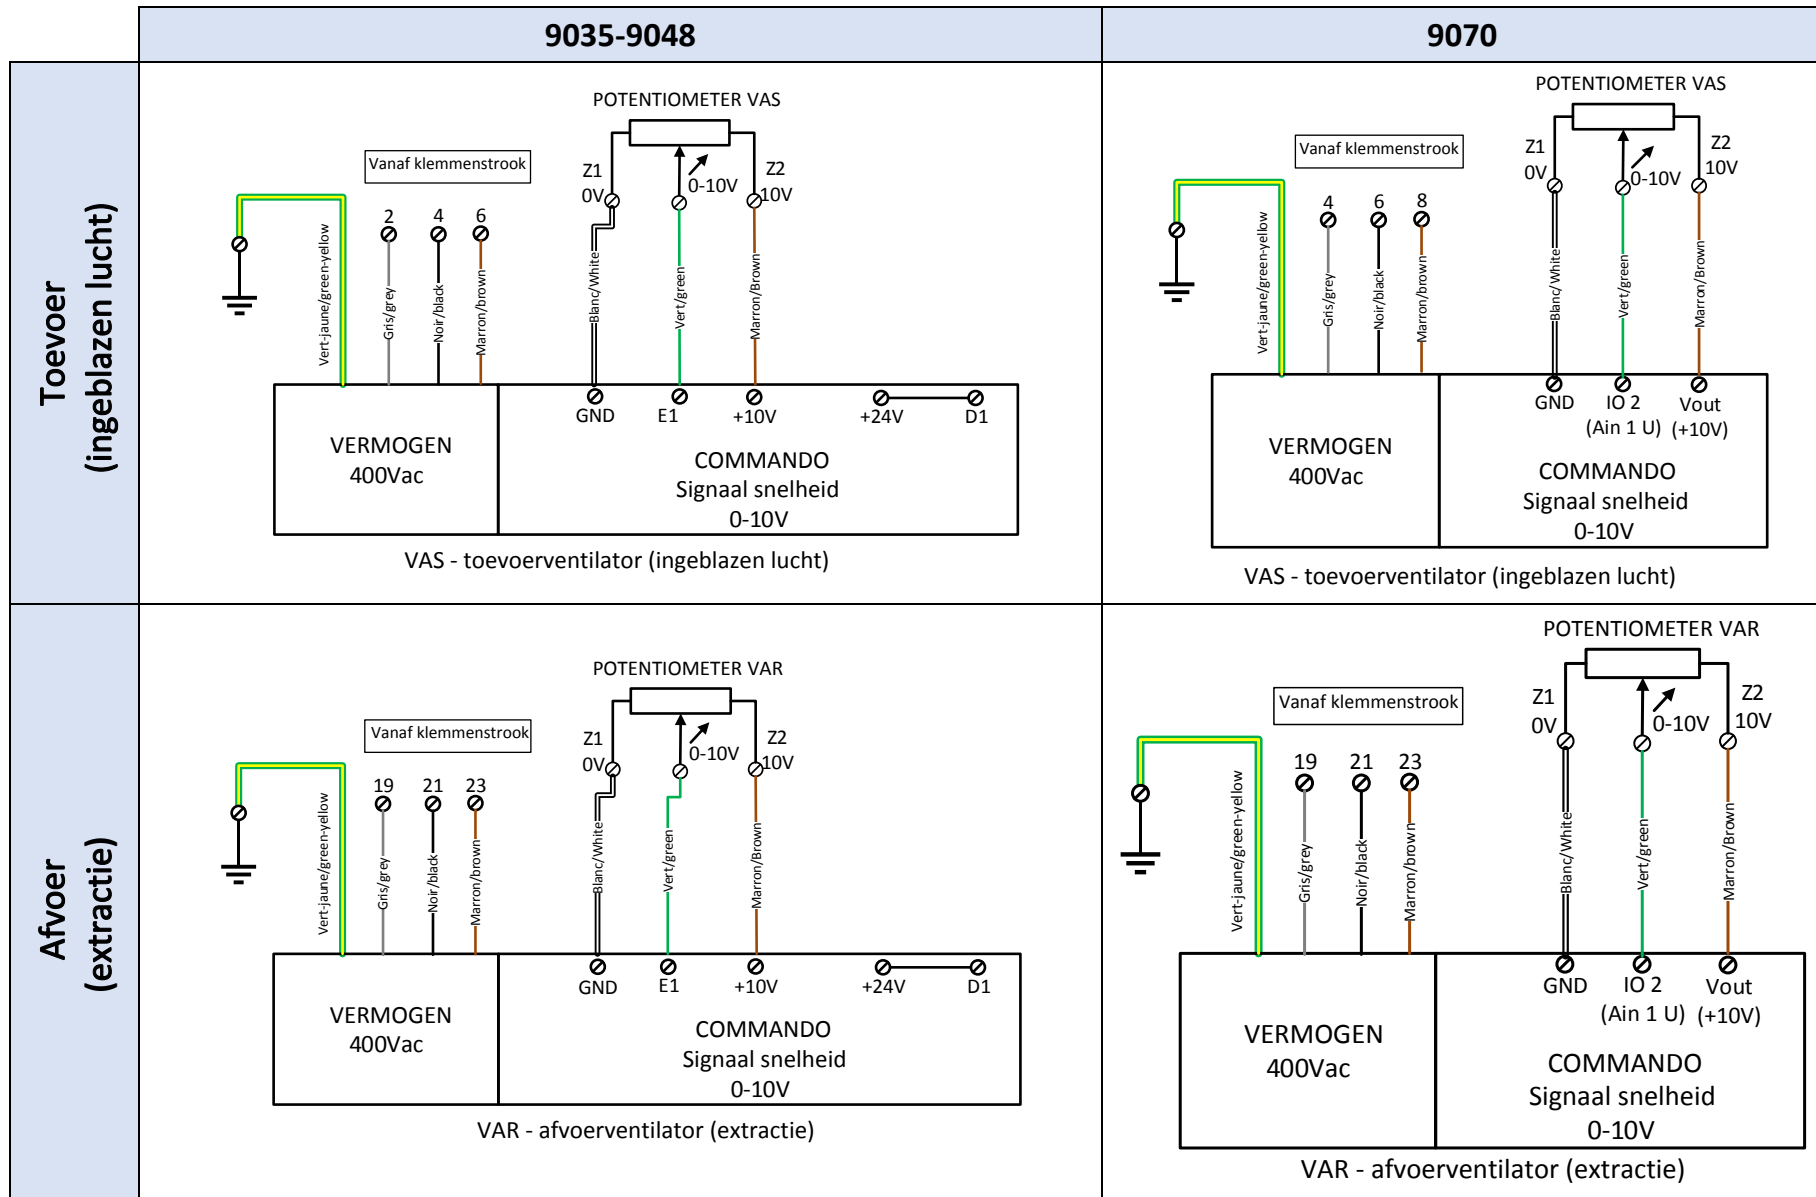 9035-9048
9070
Toevoer
(ingeblazen lucht)
POTENTIOMETER VAS
Vanaf klemmenstrook
Z1
0V
0-10V
Z2
10V
2
4
6
Vert-jaune/green-yellow
Gris/grey
Noir/black
Marron/brown
Blanc/White
Vert/green
Marron/Brown
GND
E1
+10V
+24V
D1
VERMOGEN
400Vac
COMMANDO
Signaal snelheid
0-10V
VAS - toevoerventilator (ingeblazen lucht)
POTENTIOMETER VAS
Vanaf klemmenstrook
Z1
0V
0-10V
Z2
10V
4
6
8
Vert-jaune/green-yellow
Gris/grey
Noir/black
Marron/brown
Blanc/White
Vert/green
Marron/Brown
GND
IO 2
(Ain 1 U)
Vout
(+10V)
VERMOGEN
400Vac
COMMANDO
Signaal snelheid
0-10V
VAS - toevoerventilator (ingeblazen lucht)
Afvoer
(extractie)
POTENTIOMETER VAR
Vanaf klemmenstrook
Z1
0V
0-10V
Z2
10V
19
21
23
Vert-jaune/green-yellow
Gris/grey
Noir/black
Marron/brown
Blanc/White
Vert/green
Marron/Brown
GND
E1
+10V
+24V
D1
VERMOGEN
400Vac
COMMANDO
Signaal snelheid
0-10V
VAR - afvoerventilator (extractie)
POTENTIOMETER VAR
Vanaf klemmenstrook
Z1
0V
0-10V
Z2
10V
19
21
23
Vert-jaune/green-yellow
Gris/grey
Noir/black
Marron/brown
Blanc/White
Vert/green
Marron/Brown
GND
IO 2
(Ain 1 U)
Vout
(+10V)
VERMOGEN
400Vac
COMMANDO
Signaal snelheid
0-10V
VAR - afvoerventilator (extractie)